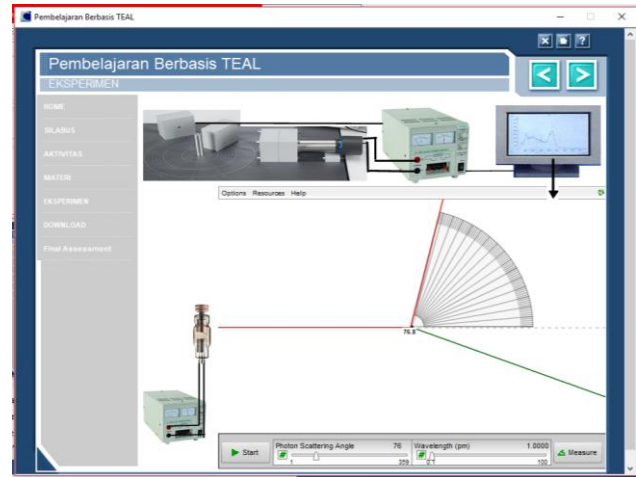 Pembelajaran Berbasis TEAL
Pembelajaran Berbasis TEAL
EKSPERIMEN
HOME
SILABUS
AKTIVITAS
MATERI
EKSPERIMEN
DOWNLOAD
Final Assessment
Options Resources Help
76.8
Start
Photon Scattering Angle 76
1 359
Wavelength (pm) 1.0000
0.1 100
Measure